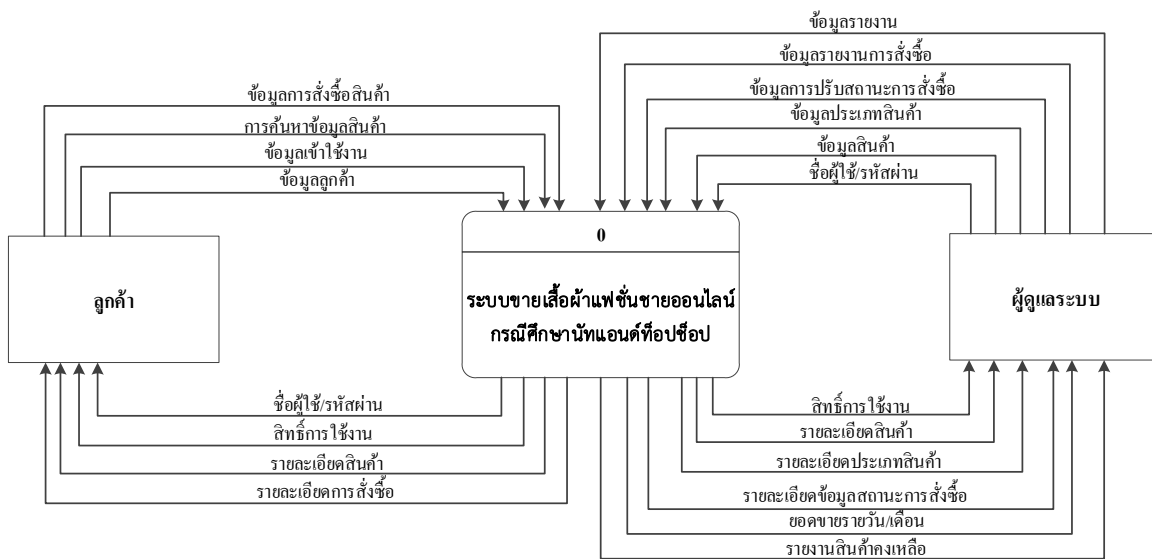 ข้อมูลรายงาน
ข้อมูลรายงานการสั่งซื้อ
ข้อมูลการปรับสถานะการสั่งซื้อ
ข้อมูลประเภทสินค้า
ข้อมูลสินค้า
ชื่อผู้ใช้/รหัสผ่าน
ข้อมูลการสั่งซื้อสินค้า
การค้นหาข้อมูลสินค้า
ข้อมูลเข้าใช้งาน
ข้อมูลลูกค้า
0
ลูกค้า
ระบบขายเสื้อผ้าแฟชั่นชายออนไลน์
กรณีศึกษานัทแอนด์ท็อปช็อป
ผู้ดูแลระบบ
ชื่อผู้ใช้/รหัสผ่าน
สิทธิ์การใช้งาน
รายละเอียดสินค้า
รายละเอียดการสั่งซื้อ
สิทธิ์การใช้งาน
รายละเอียดสินค้า
รายละเอียดประเภทสินค้า
รายละเอียดข้อมูลสถานะการสั่งซื้อ
ยอดขายรายวัน/เดือน
รายงานสินค้าคงเหลือ